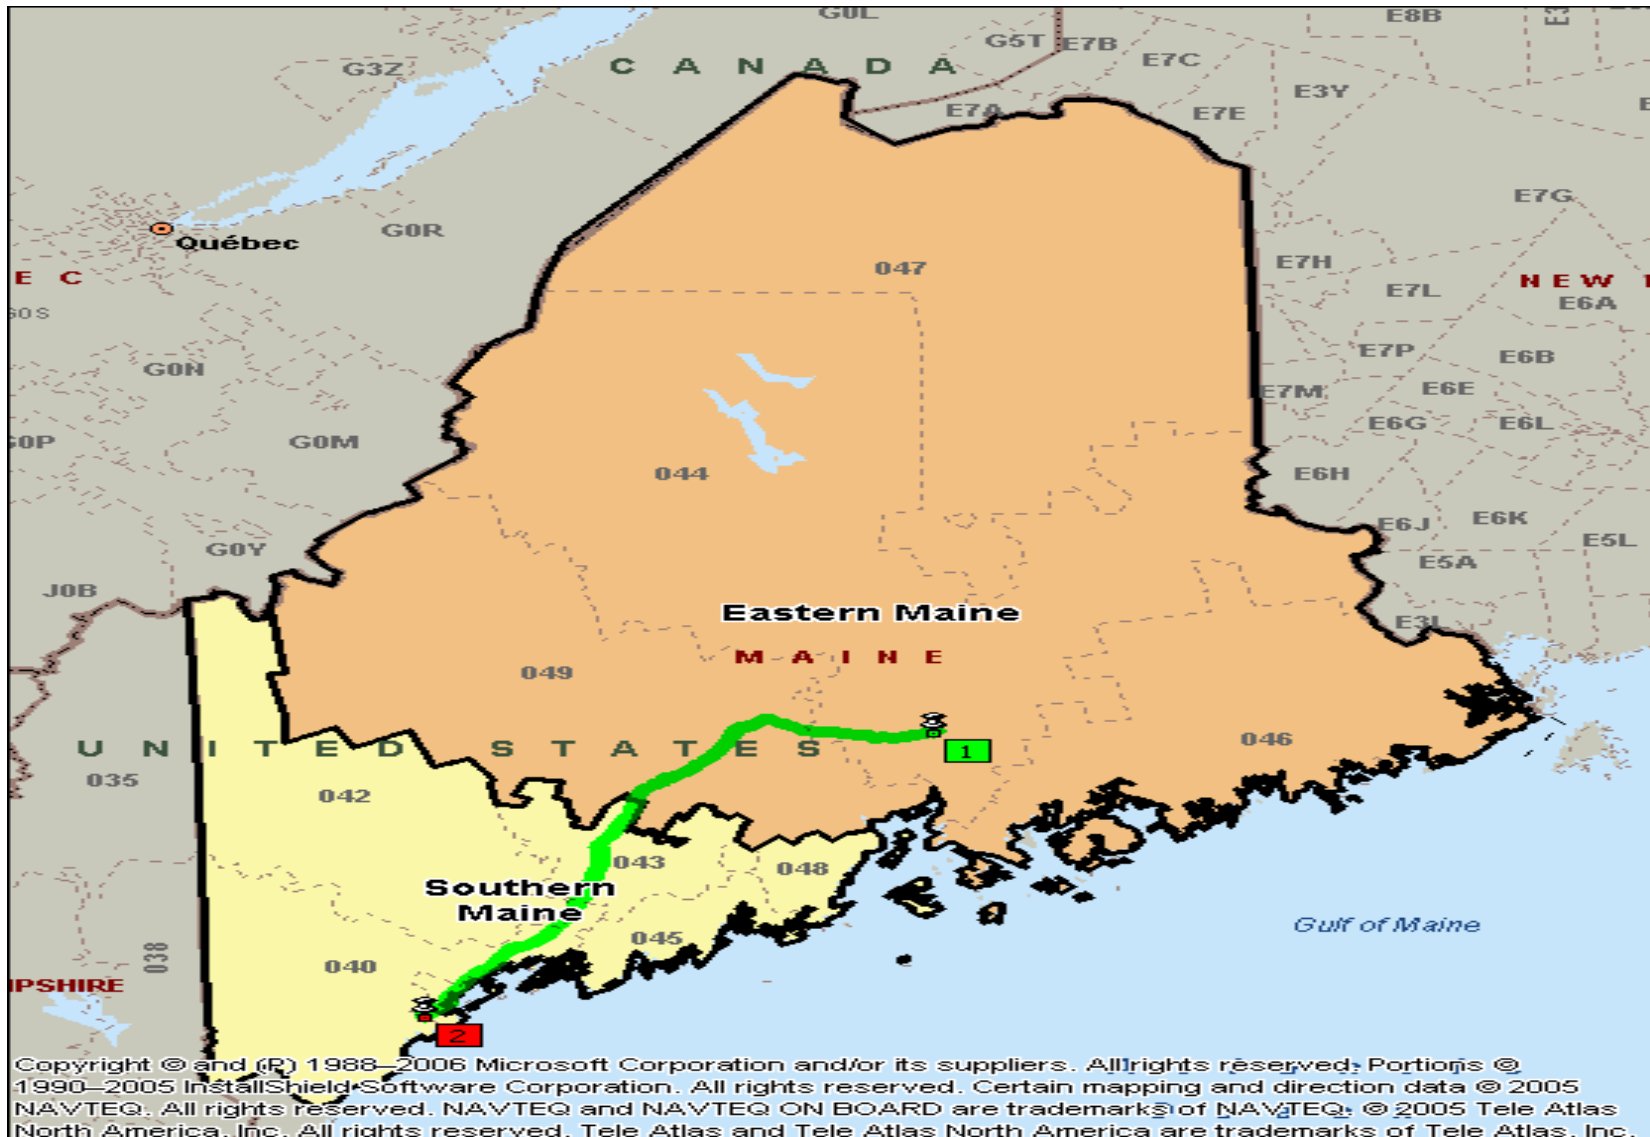 G0L
E8B
E3
G5T
E7B
E7C
G3Z
C A N A D A
E3Y
E7A
E7E
E7G
G0R
Québec
E C
047
E7H
E7L
N E W
E6A
G0S
E7P
E6B
G0N
E7M
E6E
E6G
E6L
G0P
G0M
044
E6H
E6J
E6K
E5L
G0Y
E5A
J0B
Eastern Maine
E3L
M A I N E
049
U N I T E D S T A T E S
1
046
035
042
043
048
Southern
Maine
Gulf of Maine
045
038
040
PSHIRE
2
Copyright © and (P) 1988–2006 Microsoft Corporation and/or its suppliers. All rights reserved. Portions ©
1990–2005 InstallShield Software Corporation. All rights reserved. Certain mapping and direction data © 2005
NAVTEQ. All rights reserved. NAVTEQ and NAVTEQ ON BOARD are trademarks of NAVTEQ. © 2005 Tele Atlas
North America, Inc. All rights reserved. Tele Atlas and Tele Atlas North America are trademarks of Tele Atlas, Inc.